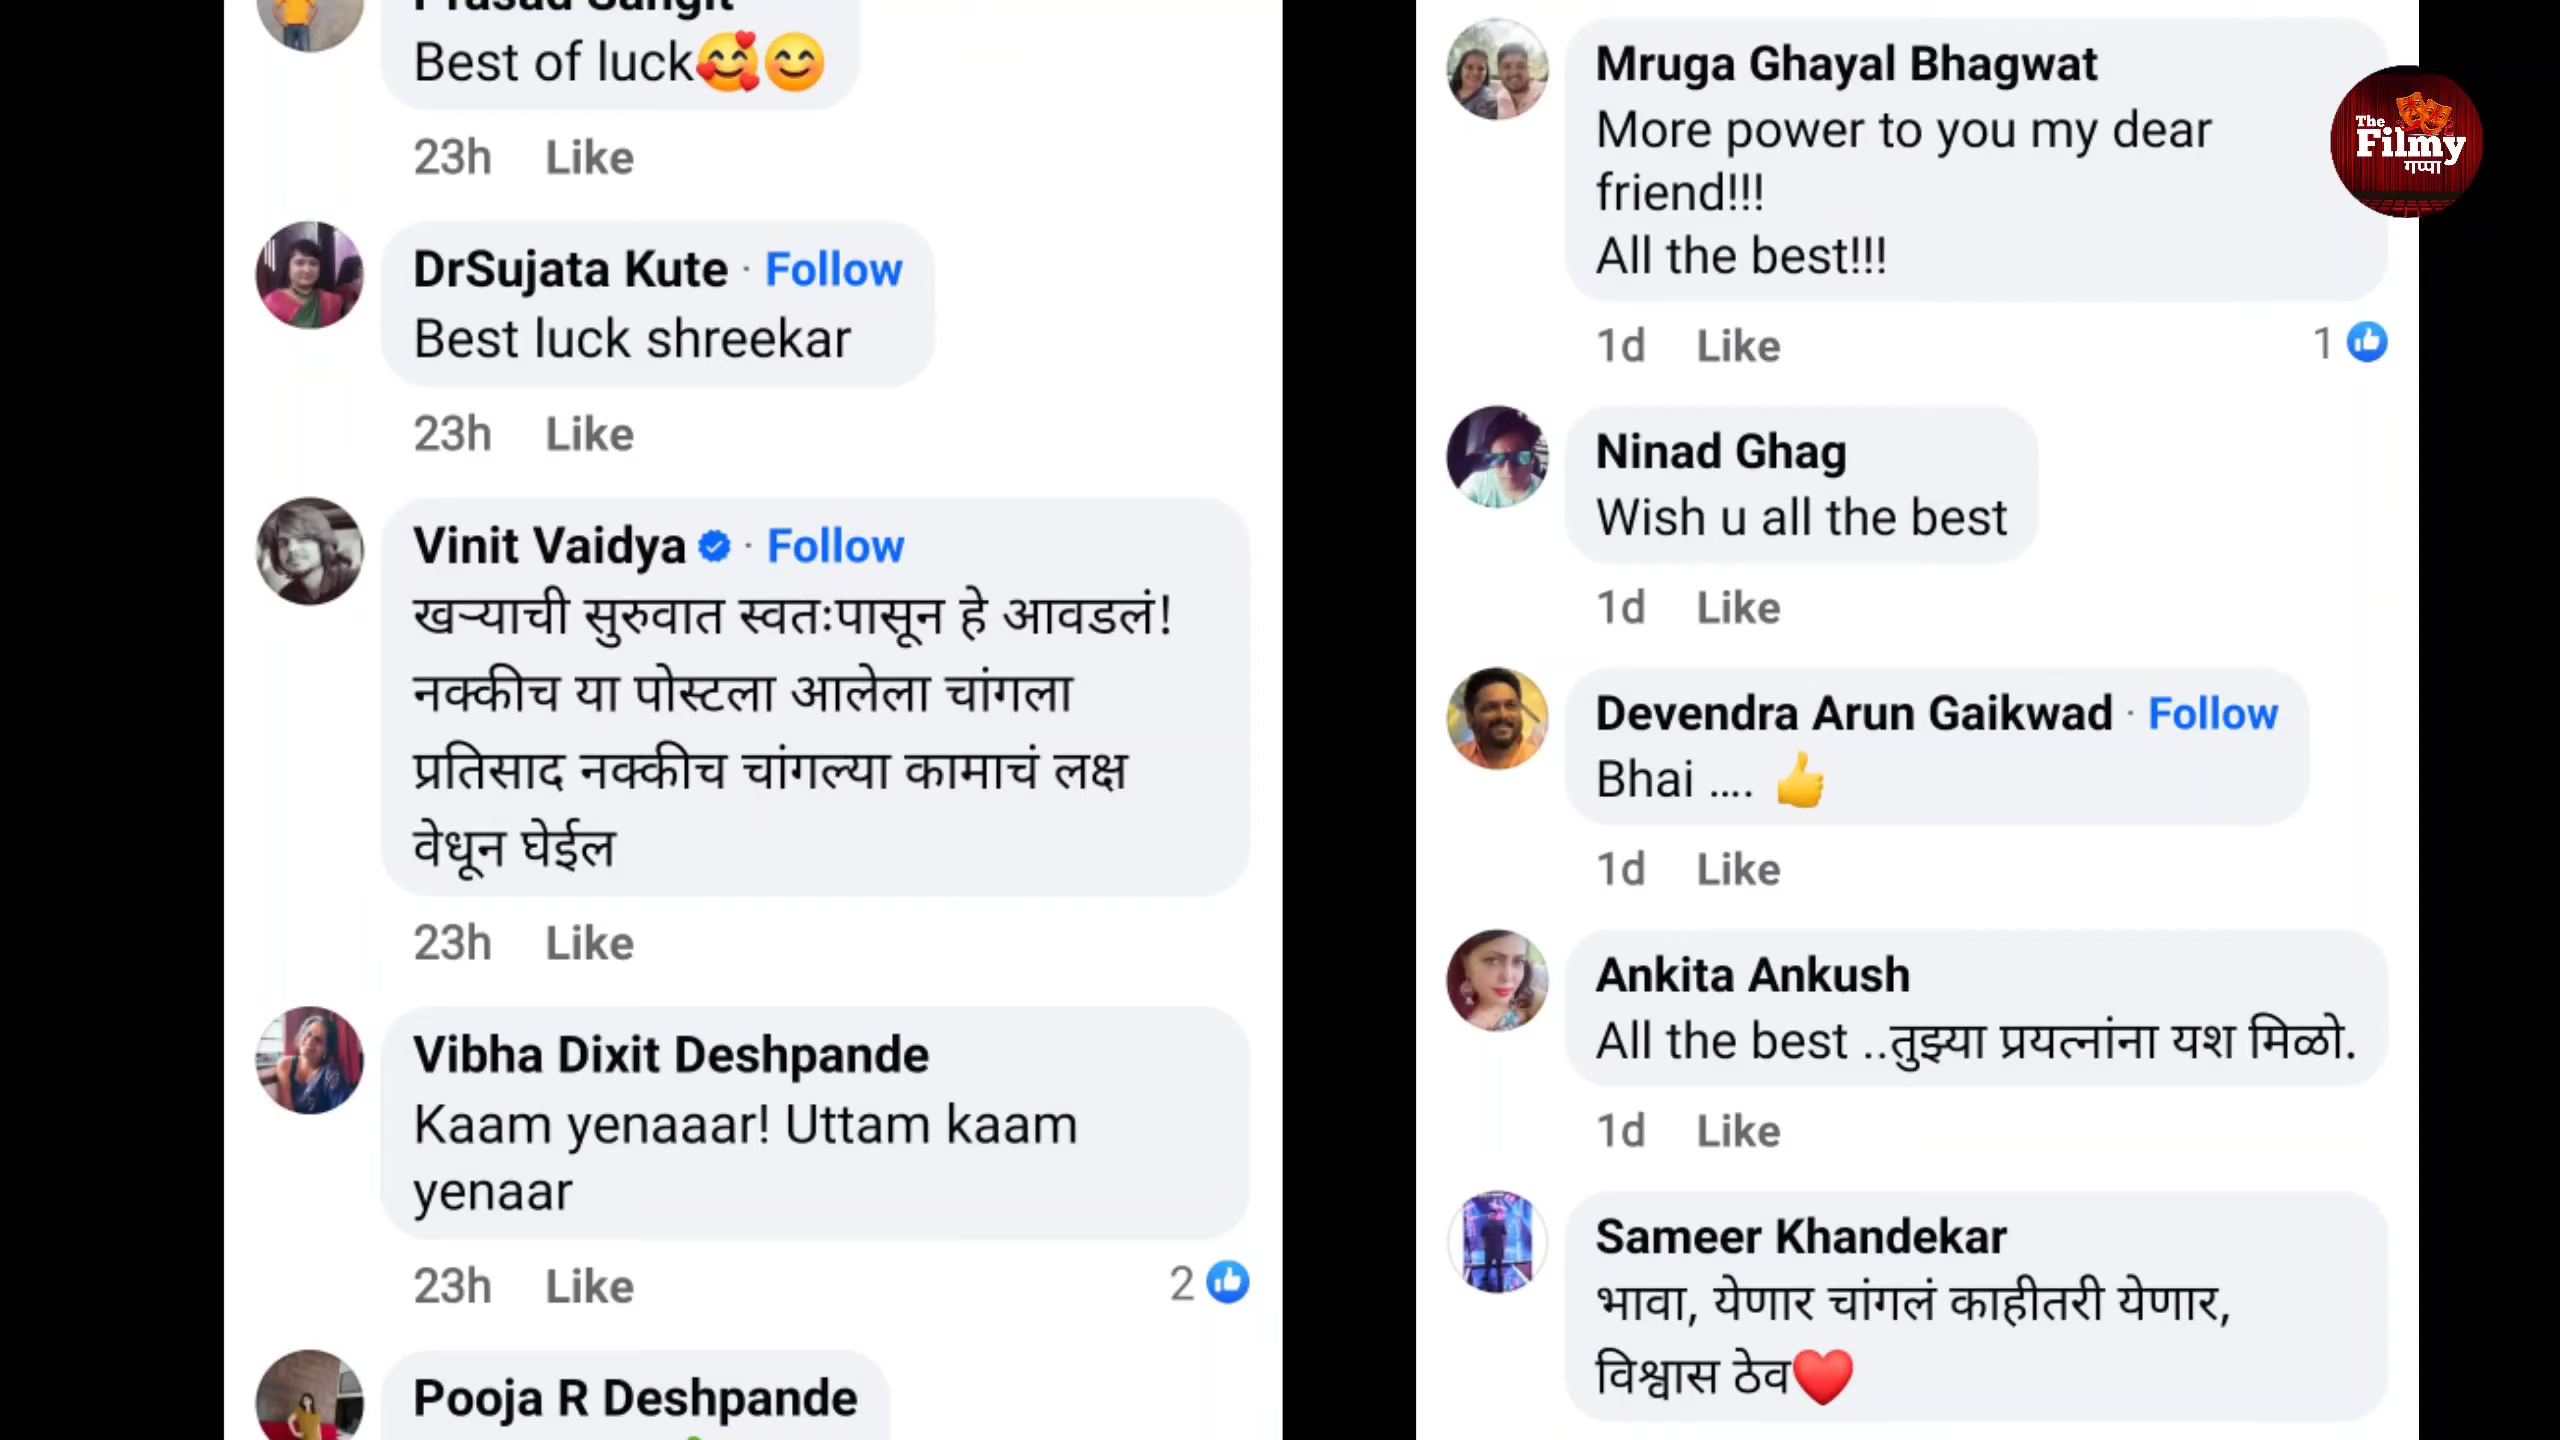 Prasad Sangit
Best of luck🥰😊
23h Like
DrSujata Kute · Follow
Best luck shreekar
23h Like
Vinit Vaidya · Follow
खऱ्याची सुरुवात स्वतःपासून हे आवडलं!
नक्कीच या पोस्टला आलेला चांगला
प्रतिसाद नक्कीच चांगल्या कामाचं लक्ष
वेधून घेईल
23h Like
Vibha Dixit Deshpande
Kaam yenaaar! Uttam kaam
yenaar
23h Like 2
Pooja R Deshpande
Mruga Ghayal Bhagwat
More power to you my dear
friend!!!
All the best!!!
1d Like 1
Ninad Ghag
Wish u all the best
1d Like
Devendra Arun Gaikwad · Follow
Bhai .... 👍
1d Like
Ankita Ankush
All the best ..तुझ्या प्रयत्नांना यश मिळो.
1d Like
Sameer Khandekar
भावा, येणार चांगलं काहीतरी येणार,
विश्वास ठेव❤️
The
Filmy
गप्पा